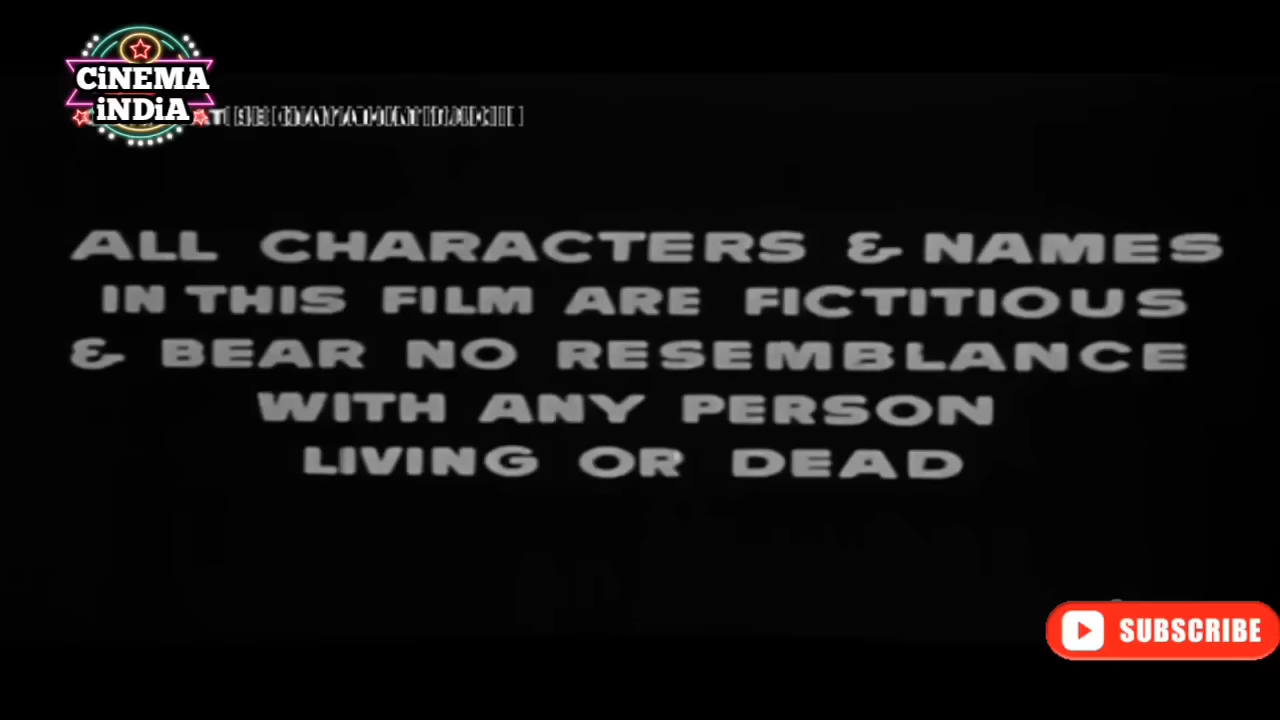 CiNEMA
iNDiA
ALL CHARACTERS & NAMES
IN THIS FILM ARE FICTITIOUS
& BEAR NO RESEMBLANCE
WITH ANY PERSON
LIVING OR DEAD
SUBSCRIBE